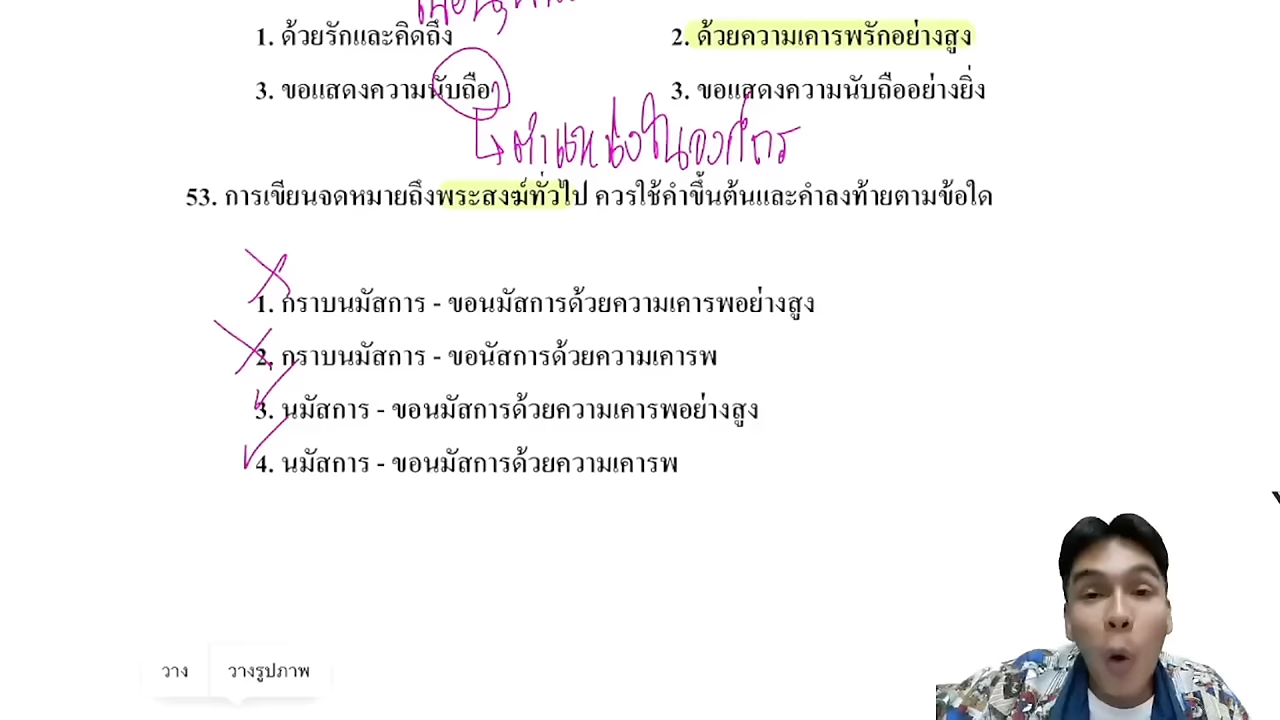 1. ด้วยรักและคิดถึง 2. ด้วยความเคารพรักอย่างสูง
3. ขอแสดงความนับถือ 3. ขอแสดงความนับถืออย่างยิ่ง
ตำแหน่งในองค์กร
53. การเขียนจดหมายถึงพระสงฆ์ทั่วไป ควรใช้คำขึ้นต้นและคำลงท้ายตามข้อใด
1. กราบนมัสการ - ขอนมัสการด้วยความเคารพอย่างสูง
2. กราบนมัสการ - ขอนัสการด้วยความเคารพ
3. นมัสการ - ขอนมัสการด้วยความเคารพอย่างสูง
4. นมัสการ - ขอนมัสการด้วยความเคารพ
วาง วางรูปภาพ